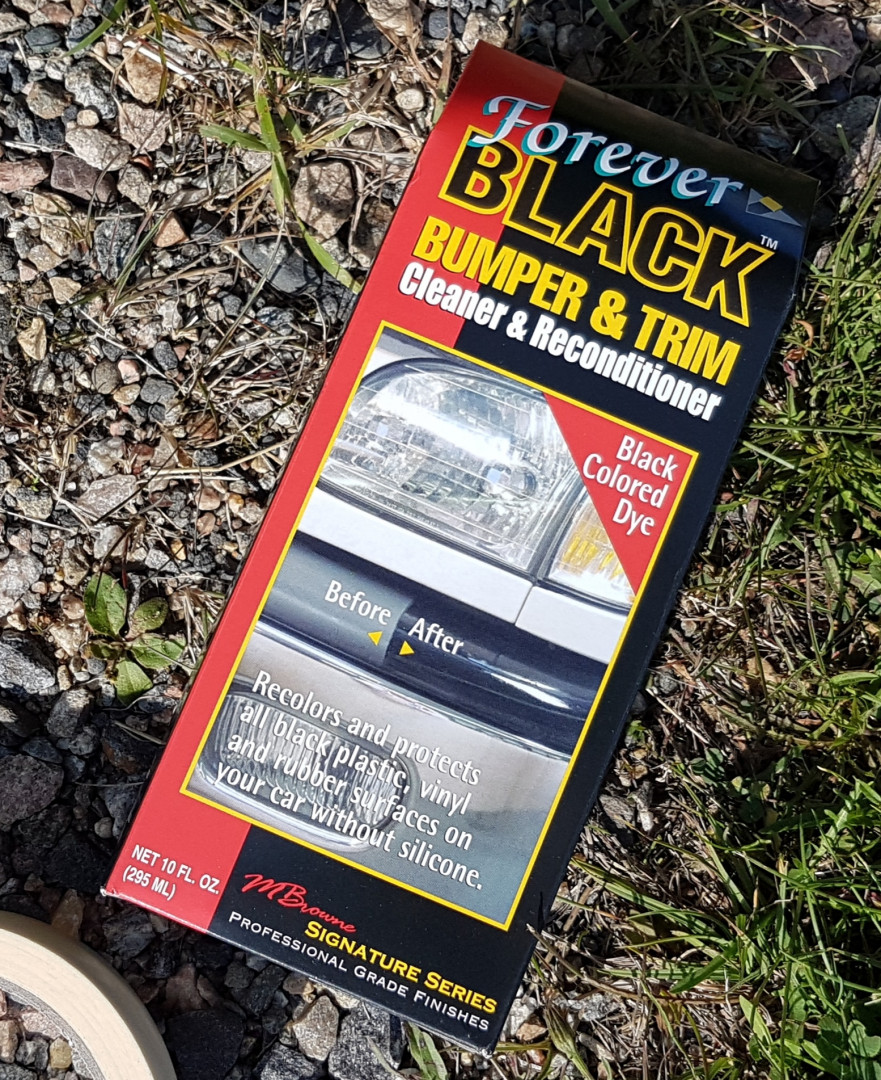 Forever
BLACK™
BUMPER & TRIM
Cleaner & Reconditioner
Black
Colored
Dye
Before
After
Recolors and protects
all black plastic, vinyl
and rubber surfaces on
your car without silicone.
NET 10 FL. OZ.
(295 ML)
MBrowne
SIGNATURE SERIES
PROFESSIONAL GRADE FINISHES